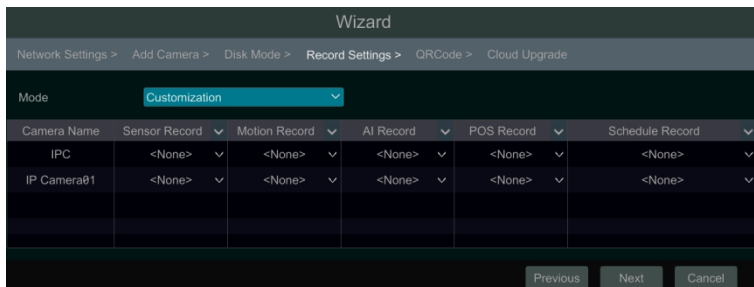 Wizard
Network Settings > Add Camera > Disk Mode > Record Settings > QRCode > Cloud Upgrade
Mode Customization
Camera Name Sensor Record Motion Record AI Record POS Record Schedule Record
IPC <None> <None> <None> <None> <None>
IP Camera01 <None> <None> <None> <None> <None>
Previous Next Cancel